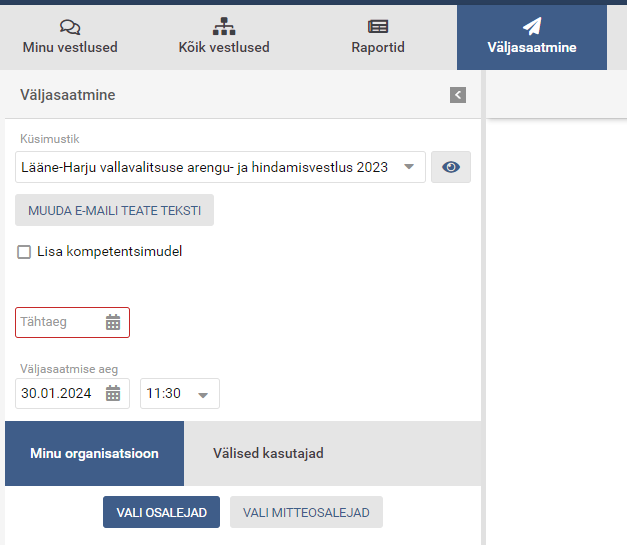 Minu vestlused
Kõik vestlused
Raportid
Väljasaatmine
Väljasaatmine
Küsimustik
Lääne-Harju vallavalitsuse arengu- ja hindamisvestlus 2023
MUUDA E-MAILI TEATE TEKSTI
Lisa kompetentsimudel
Tähtaeg
Väljasaatmise aeg
30.01.2024 11:30
Minu organisatsioon
Välised kasutajad
VALI OSALEJAD
VALI MITTEOSALEJAD